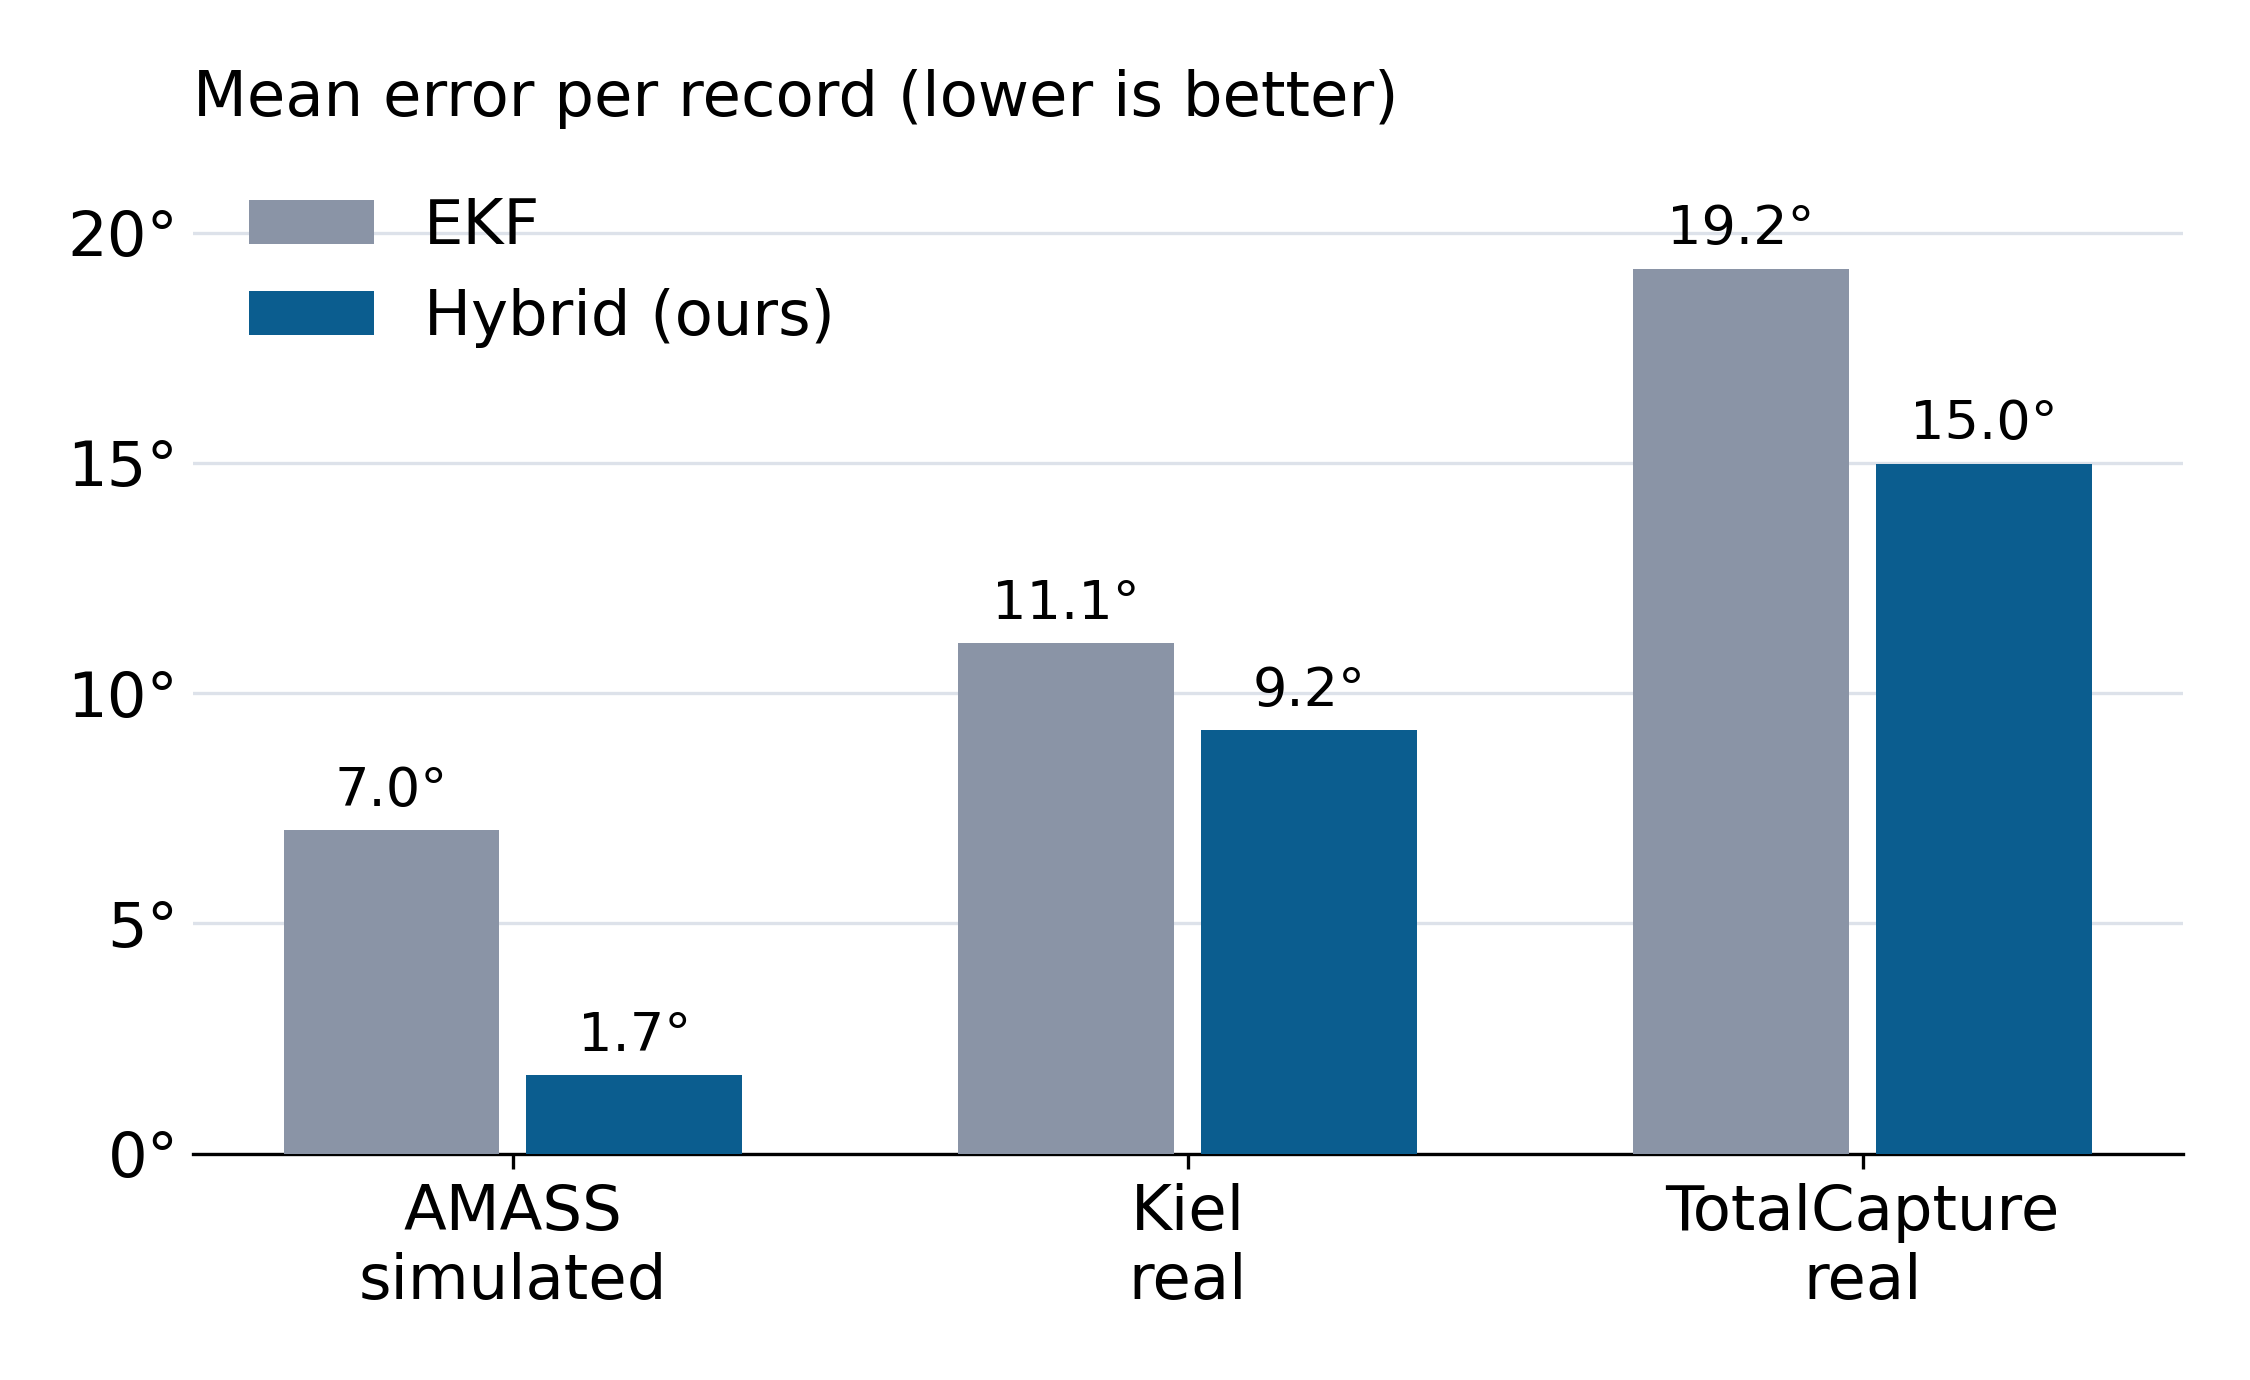 Mean error per record (lower is better)
EKF
Hybrid (ours)
20°
15°
10°
5°
0°
7.0°
1.7°
11.1°
9.2°
19.2°
15.0°
AMASS
simulated
Kiel
real
TotalCapture
real